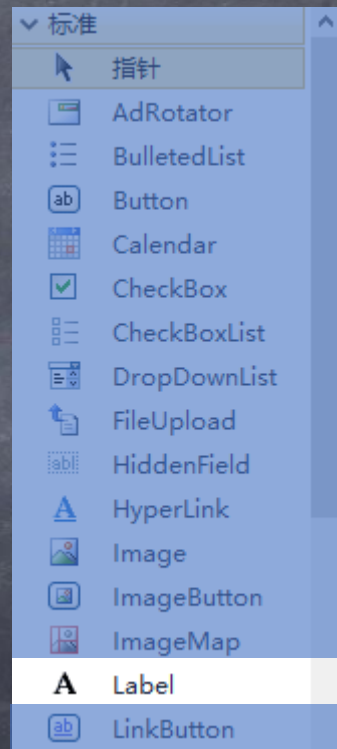 标准
指针
AdRotator
BulletedList
Button
Calendar
CheckBox
CheckBoxList
DropDownList
FileUpload
HiddenField
HyperLink
Image
ImageButton
ImageMap
A Label
LinkButton